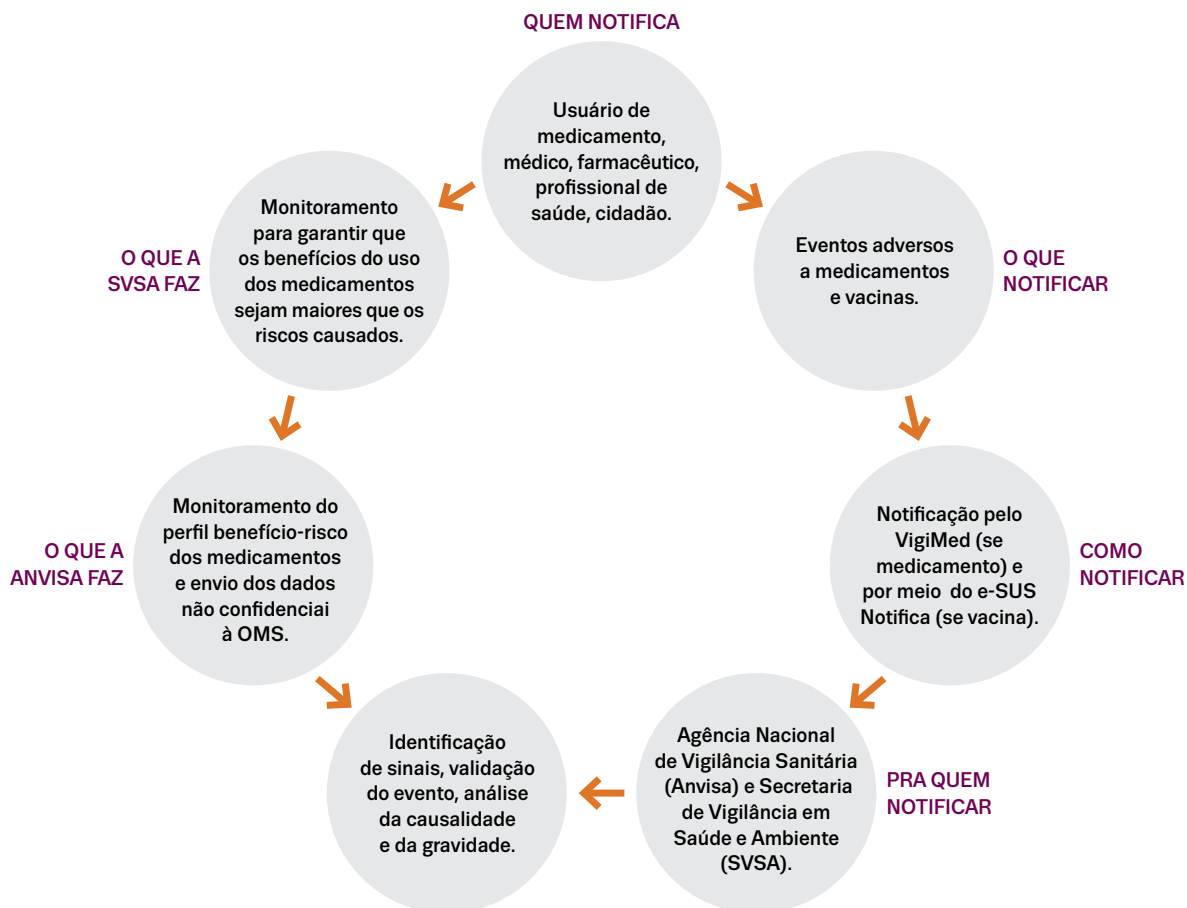 QUEM NOTIFICA
Usuário de
medicamento,
médico, farmacêutico,
profissional de
saúde, cidadão.
Eventos adversos
a medicamentos
e vacinas.
O QUE
NOTIFICAR
Notificação pelo
VigiMed (se
medicamento) e
por meio do e-SUS
Notifica (se vacina).
COMO
NOTIFICAR
Agência Nacional
de Vigilância Sanitária
(Anvisa) e Secretaria
de Vigilância em
Saúde e Ambiente
(SVSA).
PRA QUEM
NOTIFICAR
Identificação
de sinais, validação
do evento, análise
da causalidade
e da gravidade.
O QUE A
ANVISA FAZ
Monitoramento do
perfil benefício-risco
dos medicamentos
e envio dos dados
não confidenciai
à OMS.
O QUE A
SVSA FAZ
Monitoramento
para garantir que
os benefícios do uso
dos medicamentos
sejam maiores que os
riscos causados.